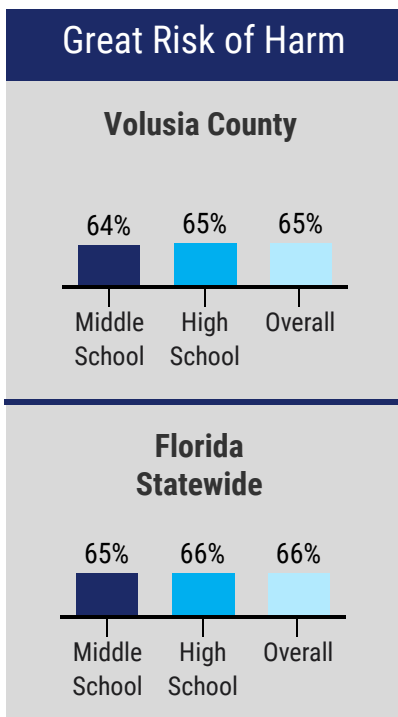 Great Risk of Harm
Volusia County
64% 65% 65%
Middle School High School Overall
Florida
Statewide
65% 66% 66%
Middle School High School Overall